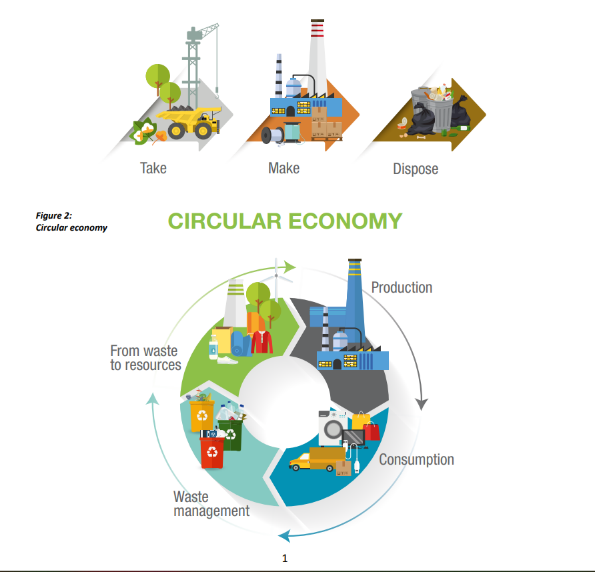 Take
Make
Dispose
Figure 2:
Circular economy
CIRCULAR ECONOMY
Production
From waste
to resources
Consumption
Waste
management
1